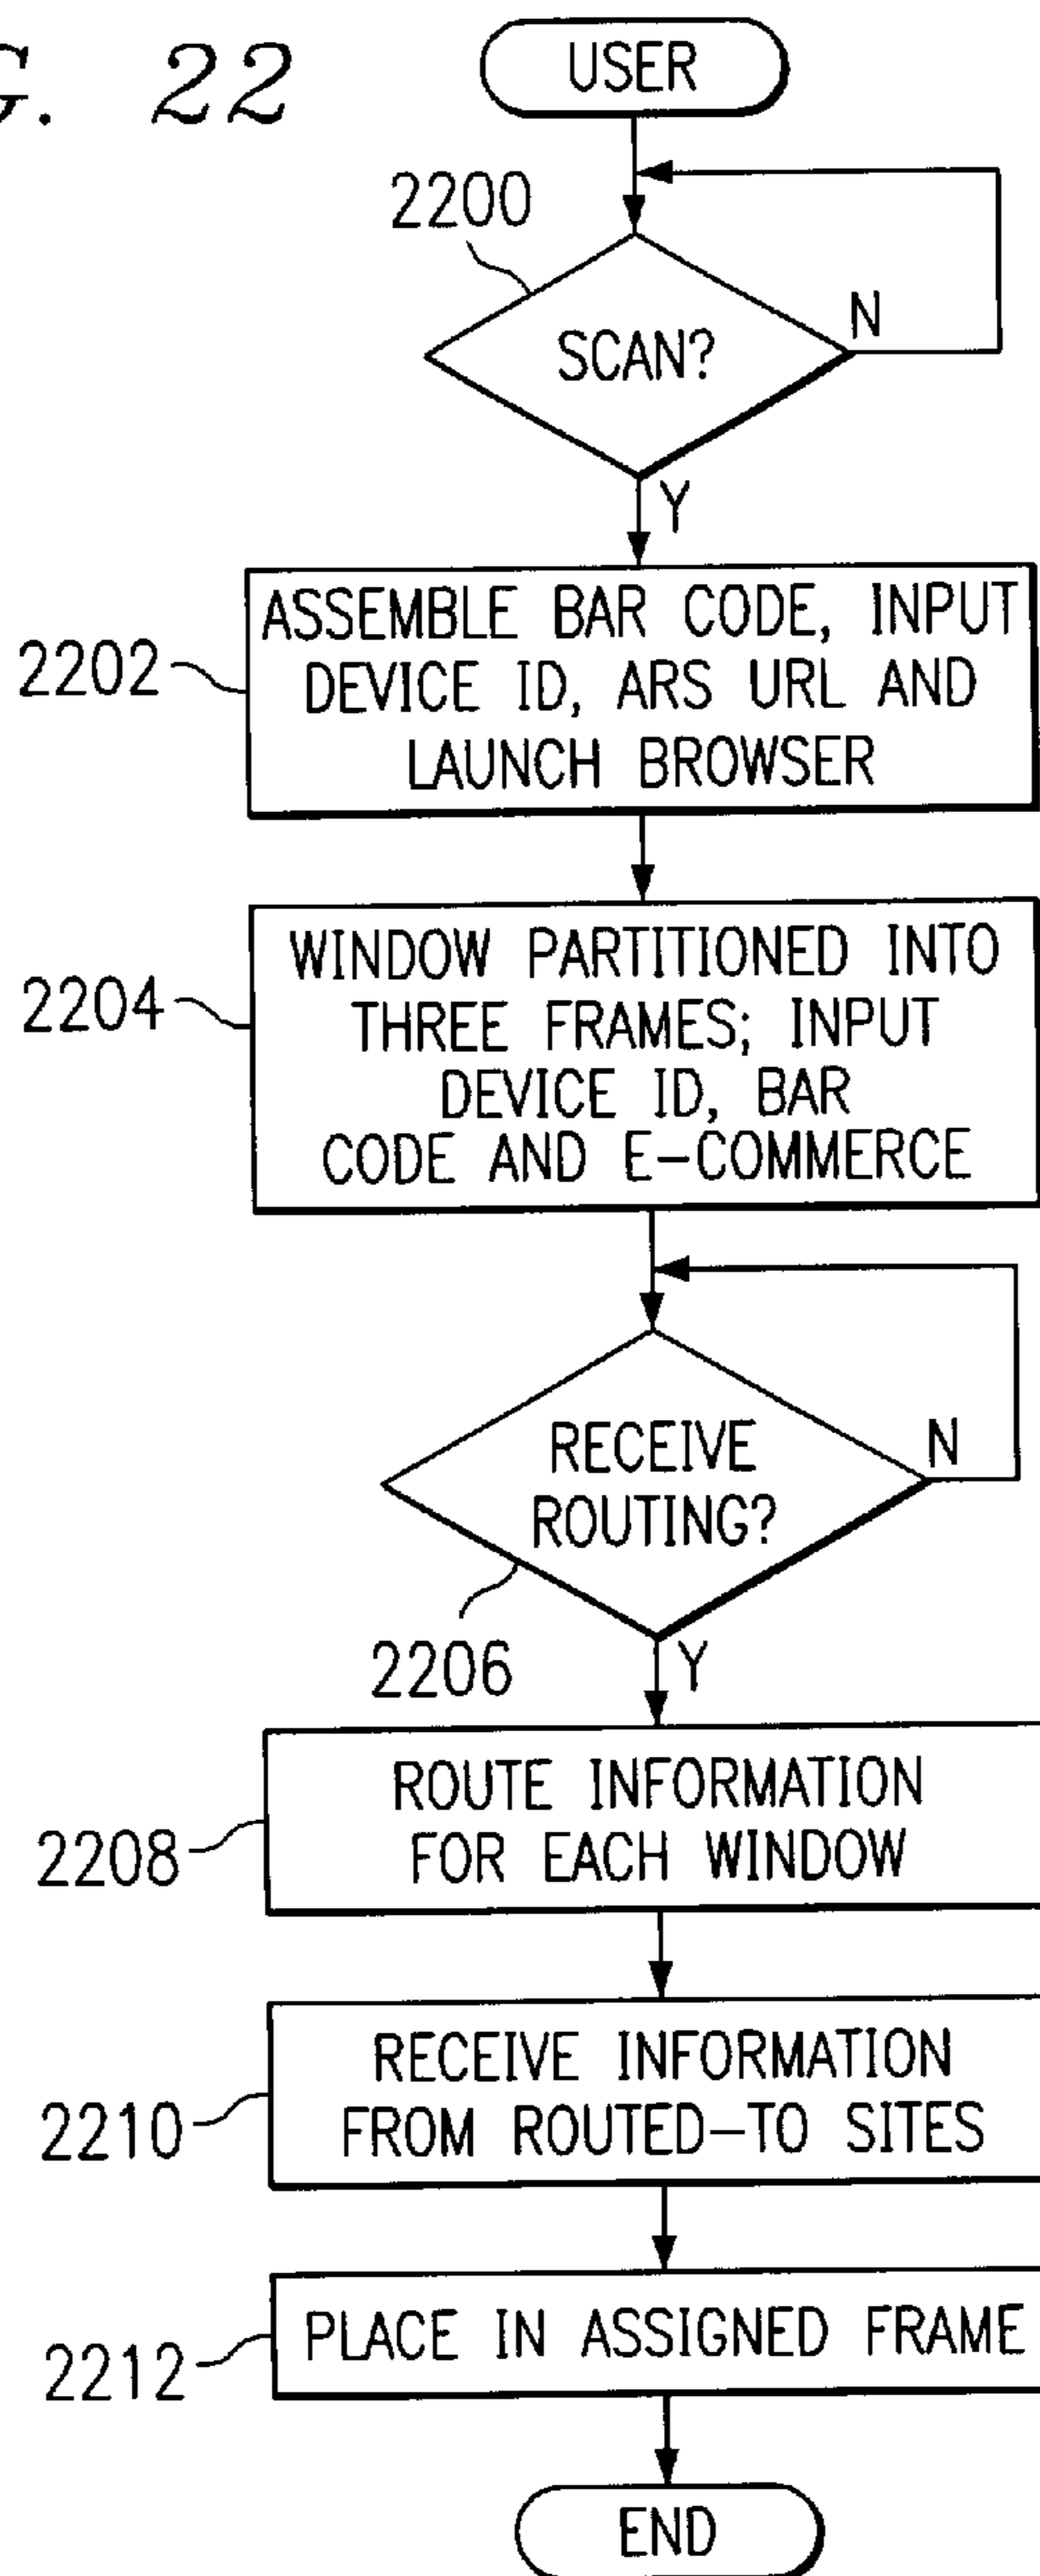 G. 22
USER
2200
SCAN?
N
Y
2202
ASSEMBLE BAR CODE, INPUT
DEVICE ID, ARS URL AND
LAUNCH BROWSER
2204
WINDOW PARTITIONED INTO
THREE FRAMES; INPUT
DEVICE ID, BAR
CODE AND E-COMMERCE
RECEIVE
ROUTING?
N
2206
Y
2208
ROUTE INFORMATION
FOR EACH WINDOW
2210
RECEIVE INFORMATION
FROM ROUTED-TO SITES
2212
PLACE IN ASSIGNED FRAME
END